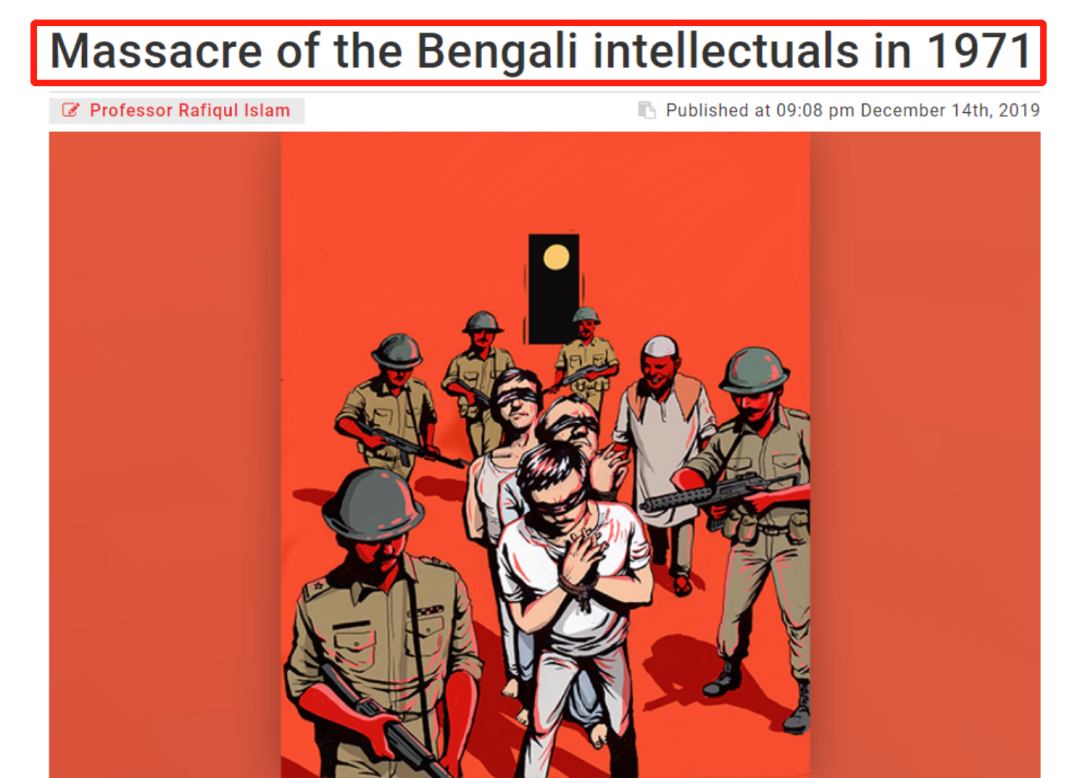 Massacre of the Bengali intellectuals in 1971
Professor Rafiqul Islam
Published at 09:08 pm December 14th, 2019